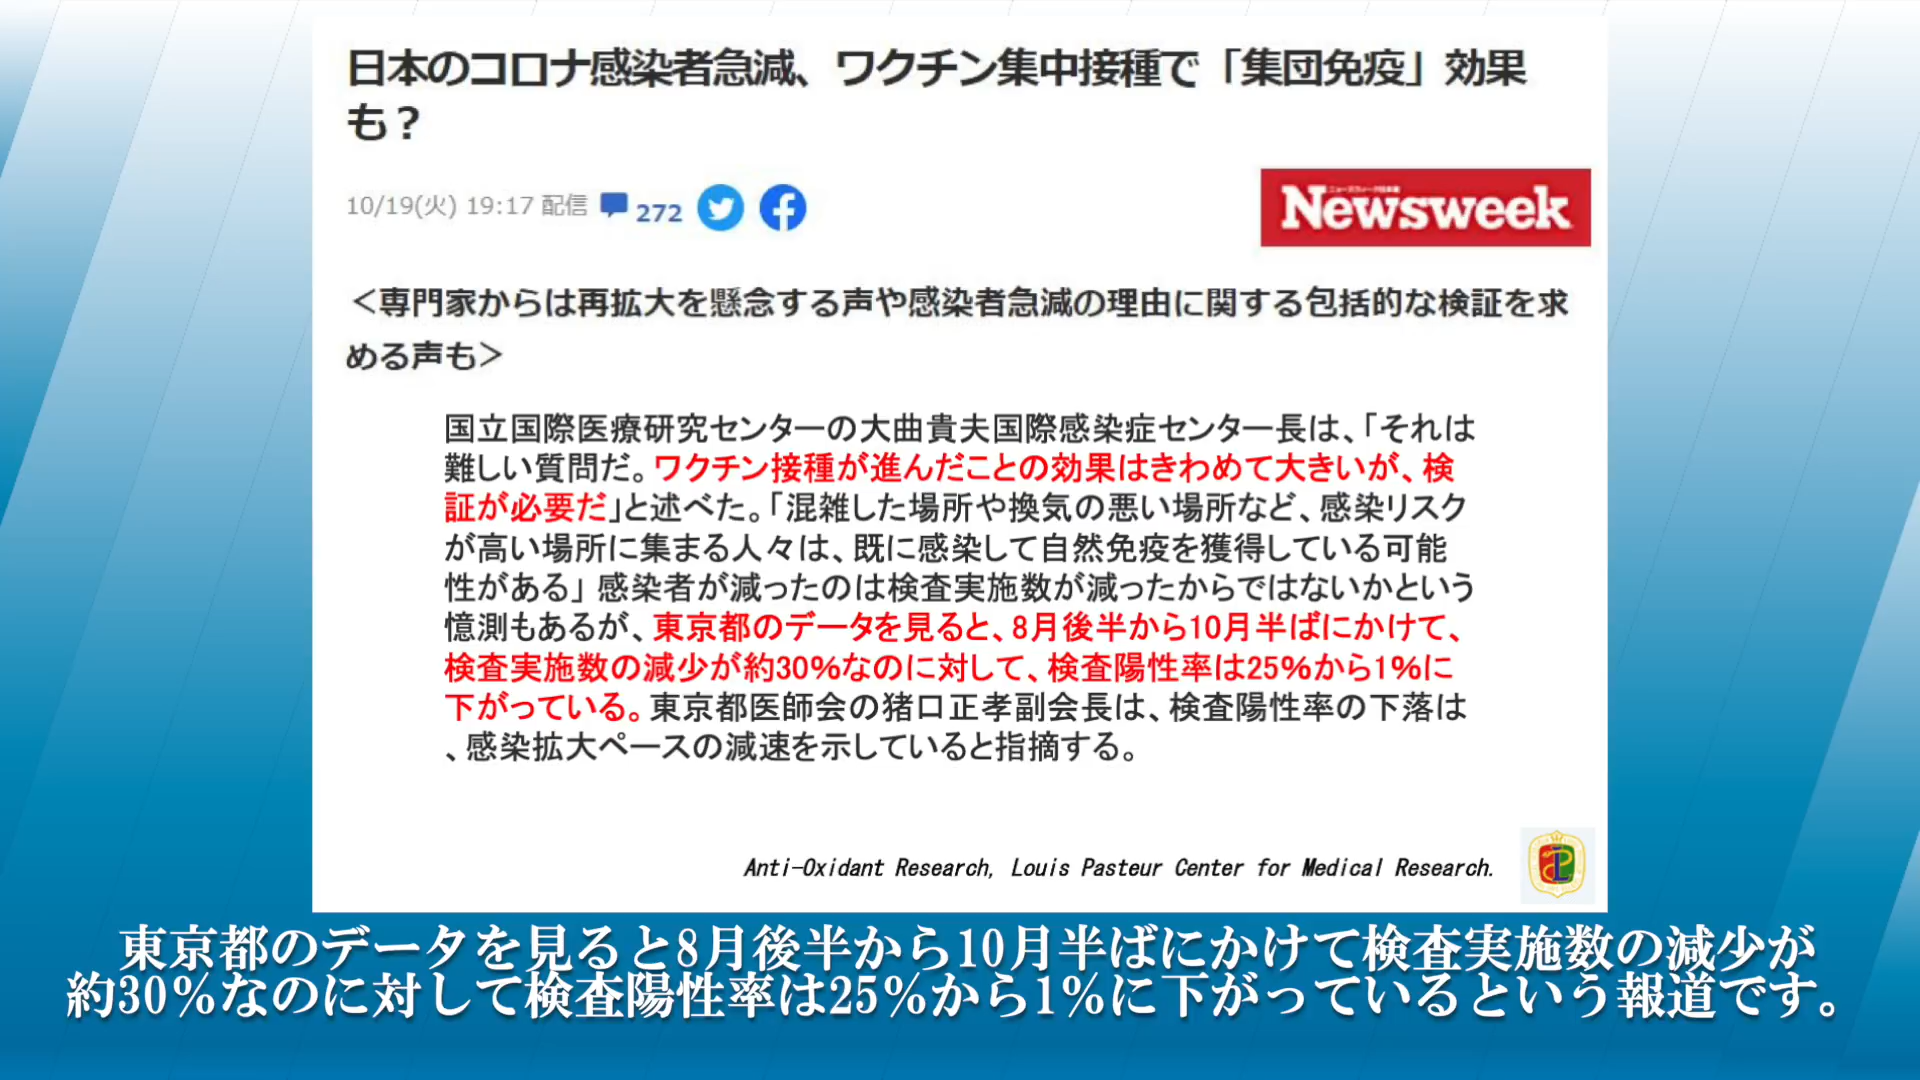 日本のコロナ感染者急減、ワクチン集中接種で「集団免疫」効果
も？
10/19(火) 19:17 配信 272
Newsweek
＜専門家からは再拡大を懸念する声や感染者急減の理由に関する包括的な検証を求
める声も＞
国立国際医療研究センターの大曲貴夫国際感染症センター長は、「それは
難しい質問だ。ワクチン接種が進んだことの効果はきわめて大きいが、検
証が必要だ」と述べた。「混雑した場所や換気の悪い場所など、感染リスク
が高い場所に集まる人々は、既に感染して自然免疫を獲得している可能
性がある」 感染者が減ったのは検査実施数が減ったからではないかという
憶測もあるが、東京都のデータを見ると、8月後半から10月半ばにかけて、
検査実施数の減少が約30%なのに対して、検査陽性率は25%から1%に
下がっている。東京都医師会の猪口正孝副会長は、検査陽性率の下落は
、感染拡大ペースの減速を示していると指摘する。
Anti-Oxidant Research, Louis Pasteur Center for Medical Research.
東京都のデータを見ると8月後半から10月半ばにかけて検査実施数の減少が
約30％なのに対して検査陽性率は25％から1％に下がっているという報道です。